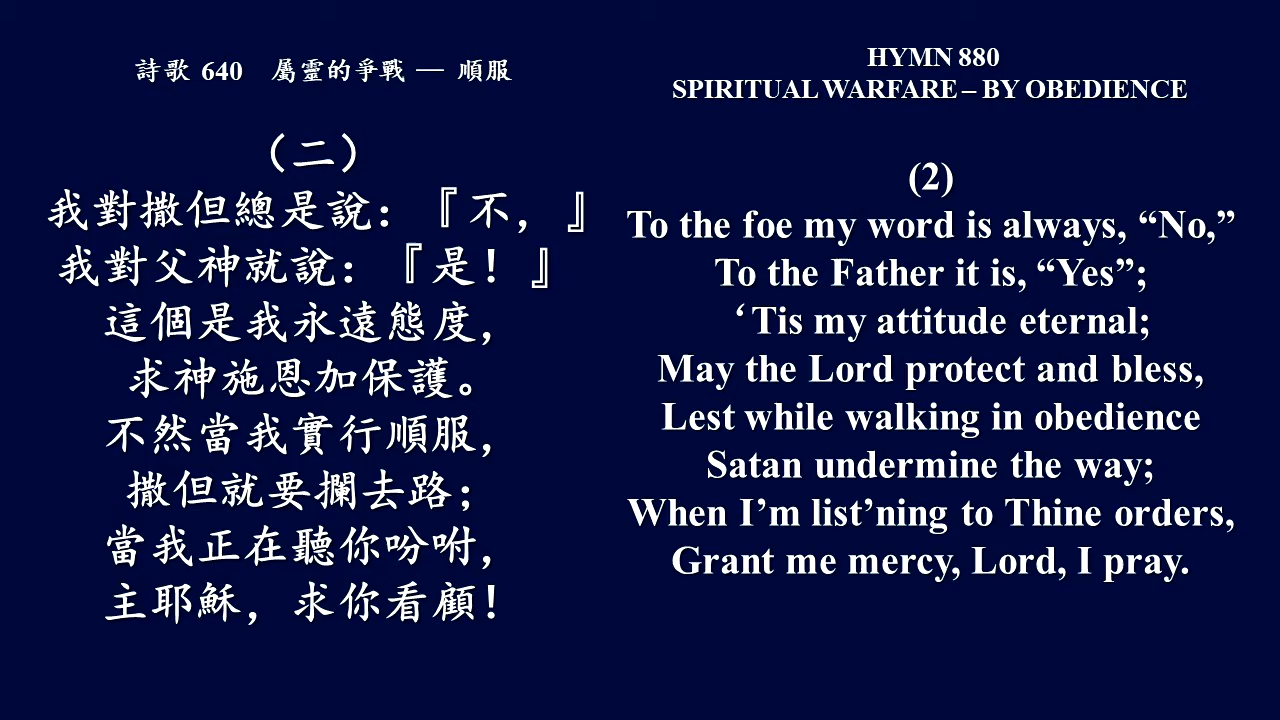 詩歌 640 屬靈的爭戰 — 順服
（二）
我對撒但總是說：『不，』
我對父神就說：『是！』
這個是我永遠態度，
求神施恩加保護。
不然當我實行順服，
撒但就要攔去路；
當我正在聽你吩咐，
主耶穌，求你看顧！
HYMN 880
SPIRITUAL WARFARE – BY OBEDIENCE
(2)
To the foe my word is always, “No,”
To the Father it is, “Yes”;
‘Tis my attitude eternal;
May the Lord protect and bless,
Lest while walking in obedience
Satan undermine the way;
When I’m list’ning to Thine orders,
Grant me mercy, Lord, I pray.